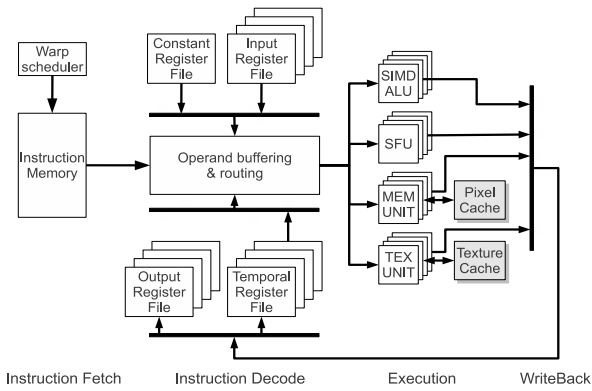 Warp
scheduler
Instruction
Memory
Constant
Register
File
Input
Register
File
Operand buffering
& routing
Output
Register
File
Temporal
Register
File
SIMD
ALU
SFU
MEM
UNIT
Pixel
Cache
TEX
UNIT
Texture
Cache
Instruction Fetch
Instruction Decode
Execution
WriteBack